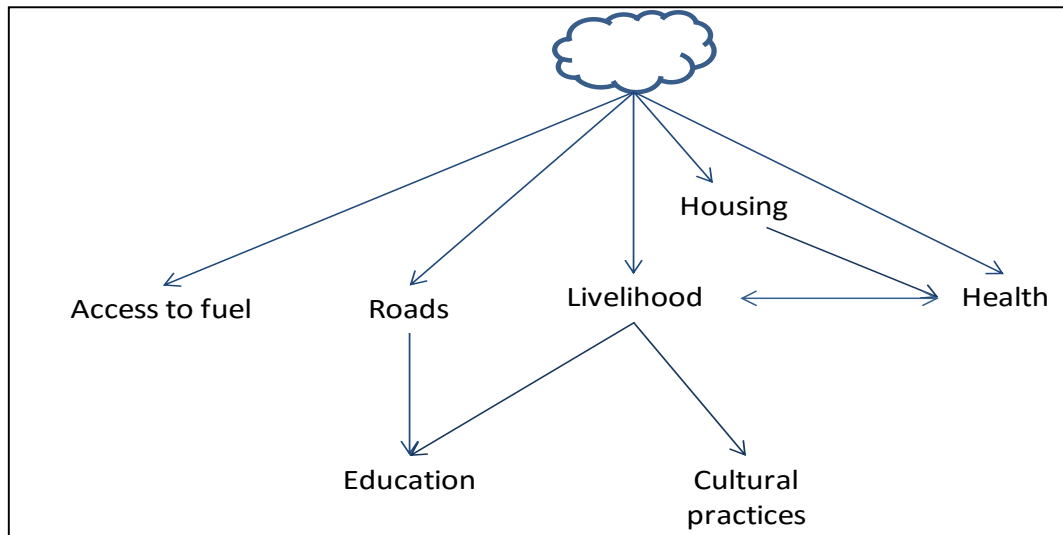 Housing
Access to fuel
Roads
Livelihood
Health
Education
Cultural
practices